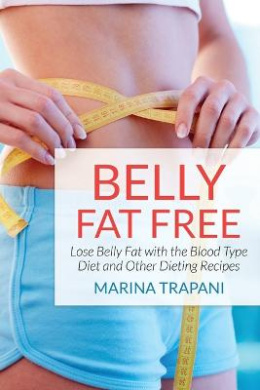 BELLY
FAT FREE
Lose Belly Fat with the Blood Type
Diet and Other Dieting Recipes
MARINA TRAPANI